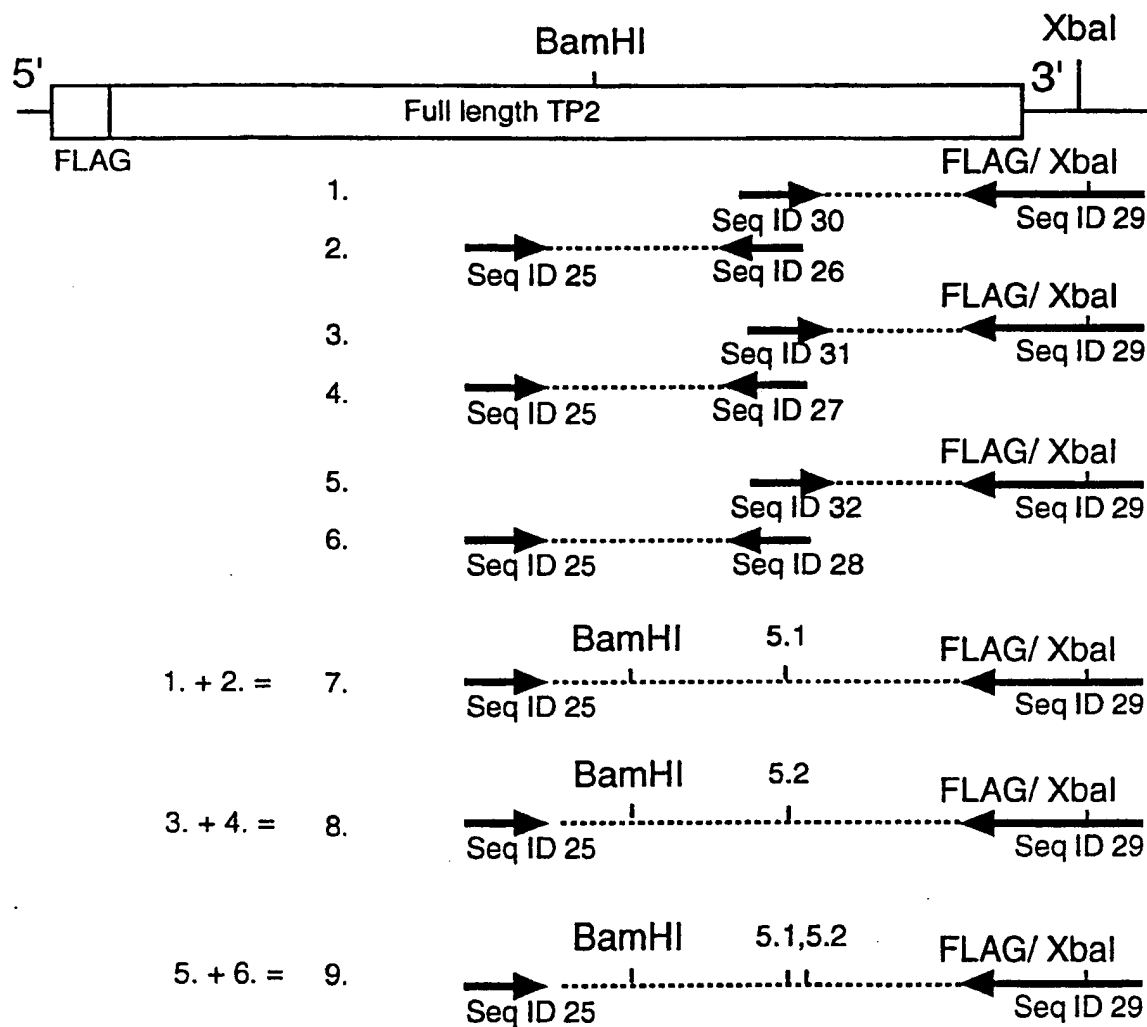 BamHI XbaI
5' 3'
Full length TP2
FLAG
FLAG/ XbaI
1.
Seq ID 30 Seq ID 29
2.
Seq ID 25 Seq ID 26
FLAG/ XbaI
3.
Seq ID 31 Seq ID 29
4.
Seq ID 25 Seq ID 27
FLAG/ XbaI
5.
Seq ID 32 Seq ID 29
6.
Seq ID 25 Seq ID 28
BamHI 5.1 FLAG/ XbaI
1. + 2. = 7.
Seq ID 25 Seq ID 29
BamHI 5.2 FLAG/ XbaI
3. + 4. = 8.
Seq ID 25 Seq ID 29
BamHI 5.1,5.2 FLAG/ XbaI
5. + 6. = 9.
Seq ID 25 Seq ID 29